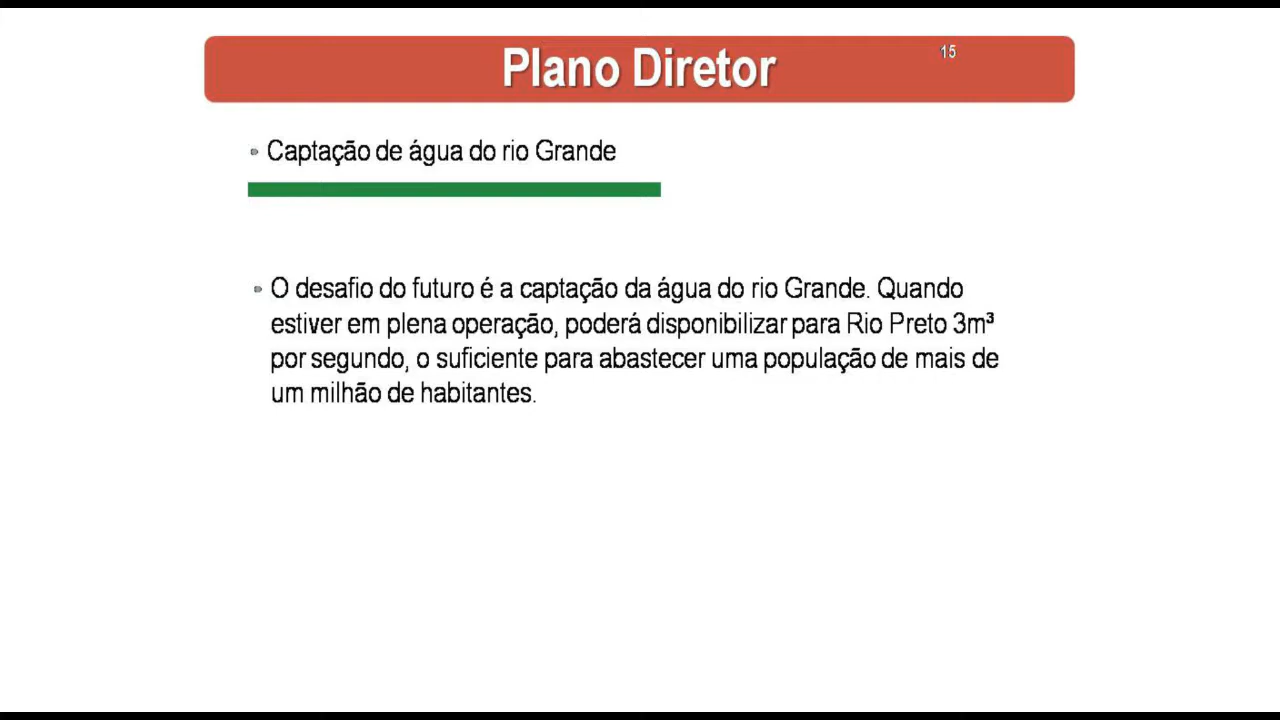 Plano Diretor
15
Captação de água do rio Grande
O desafio do futuro é a captação da água do rio Grande. Quando
estiver em plena operação, poderá disponibilizar para Rio Preto 3m³
por segundo, o suficiente para abastecer uma população de mais de
um milhão de habitantes.